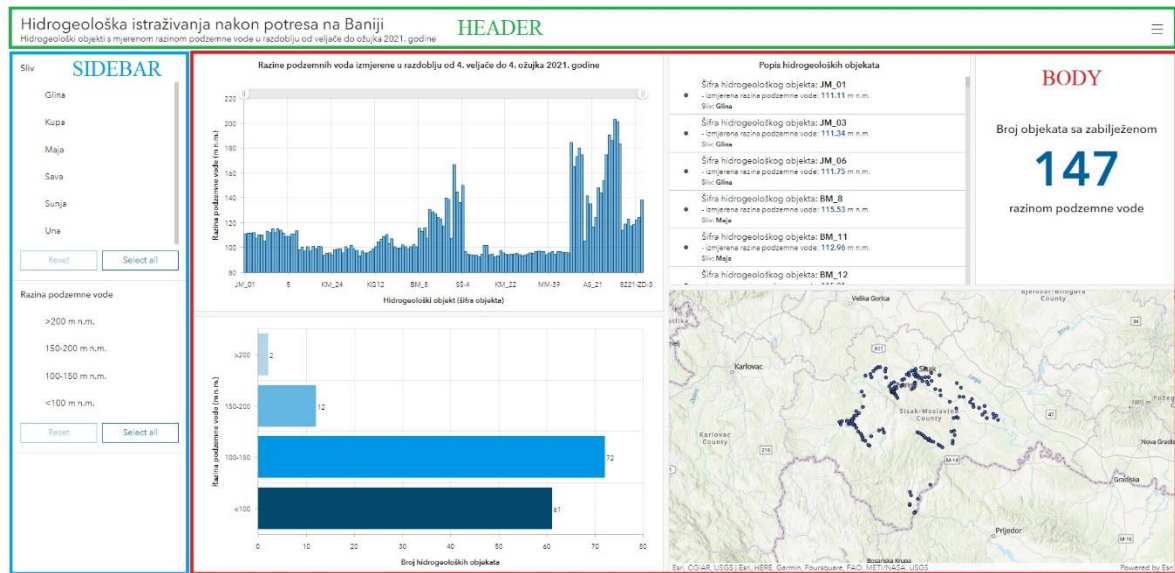 Hidrogeološka istraživanja nakon potresa na Baniji
Hidrogeološki objekti s mjerenom razinom podzemne vode u razdoblju od veljače do ožujka 2021. godine
HEADER
SIDEBAR
Sliv
Glina
Kupa
Maja
Sava
Sunja
Una
Reset Select all
Razina podzemne vode
>200 m n.m.
150-200 m n.m.
100-150 m n.m.
<100 m n.m.
Reset Select all
Razine podzemnih voda izmjerene u razdoblju od 4. veljače do 4. ožujka 2021. godine
Razina podzemne vode (m n.m.)
220
200
180
160
140
120
100
80
JM_01 5 KM_24 KG12 BM_8 SS-4 KM_22 MM-39 AS_21 8221-ZD-3
Hidrogeološki objekt (šifra objekta)
Razina podzemne vode (m n.m.)
>200 2
150-200 12
100-150 72
<100 61
0 10 20 30 40 50 60 70 80
Broj hidrogeoloških objekata
Popis hidrogeoloških objekata
Šifra hidrogeološkog objekta: JM_01
- izmjerena razina podzemne vode: 111.11 m n.m.
Sliv: Glina
Šifra hidrogeološkog objekta: JM_03
- izmjerena razina podzemne vode: 111.34 m n.m.
Sliv: Glina
Šifra hidrogeološkog objekta: JM_06
- izmjerena razina podzemne vode: 111.75 m n.m.
Sliv: Glina
Šifra hidrogeološkog objekta: BM_8
- izmjerena razina podzemne vode: 115.53 m n.m.
Sliv: Maja
Šifra hidrogeološkog objekta: BM_11
- izmjerena razina podzemne vode: 112.96 m n.m.
Sliv: Maja
Šifra hidrogeološkog objekta: BM_12
BODY
Broj objekata sa zabilježenom
147
razinom podzemne vode
Velika Gorica
County
34
A11
Karlovac
Sisak
Sisak-Moslavina
County
47
Karlovac
County
216
M-14
Nova Gradiš
Gradiška
Prijedor
M-16
Bosanska Krupa
Esri, CGIAR, USGS | Esri, HERE, Garmin, Foursquare, FAO, METI/NASA, USGS
Powered by Esri